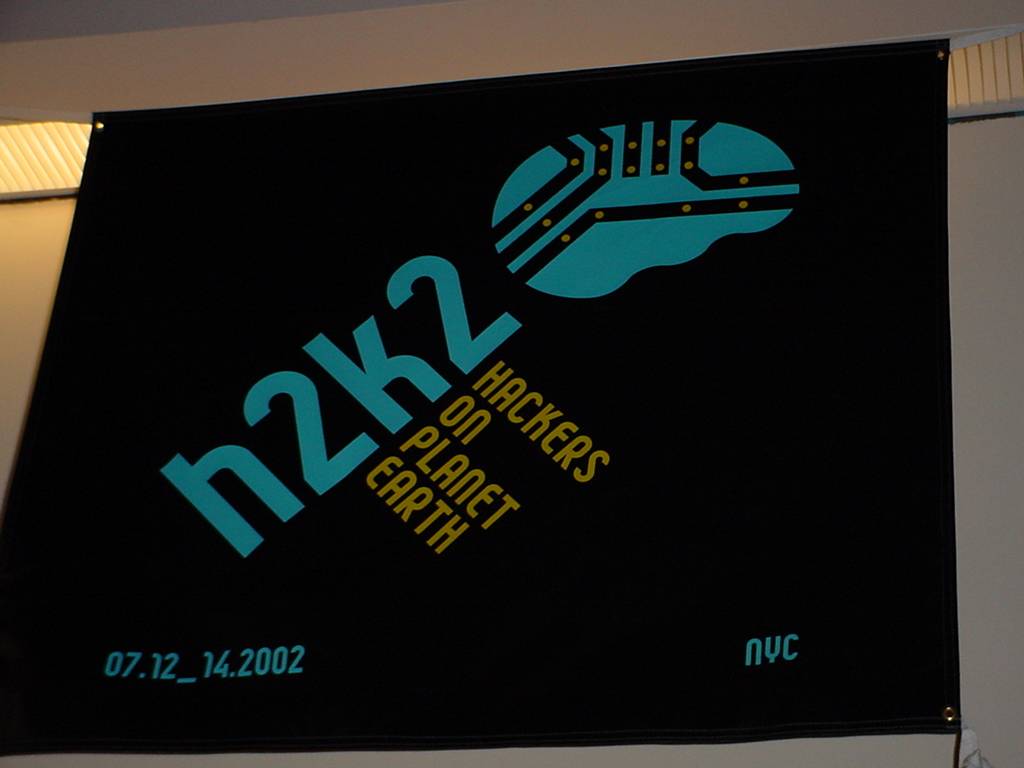 h2k2
HACKERS
ON
PLANET
EARTH
07.12_14.2002
NYC